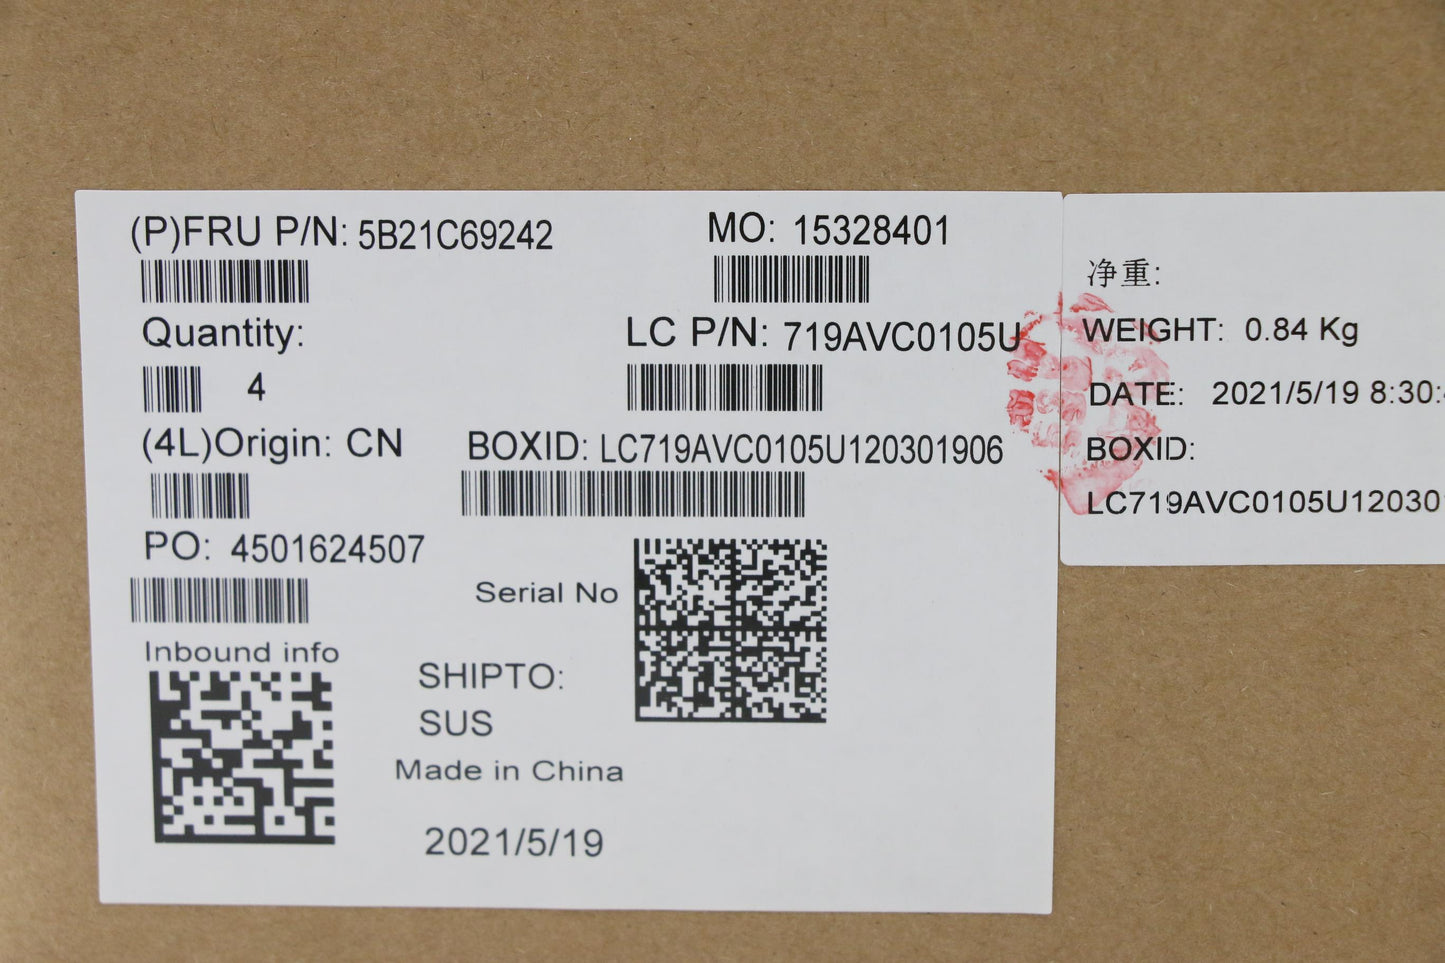 (P)FRU P/N: 5B21C69242
MO: 15328401
Quantity:
4
LC P/N: 719AVC0105U
(4L)Origin: CN
BOXID: LC719AVC0105U120301906
PO: 4501624507
Serial No
Inbound info
SHIPTO:
SUS
Made in China
2021/5/19
净重:
WEIGHT: 0.84 Kg
DATE: 2021/5/19 8:30:
BOXID:
LC719AVC0105U12030